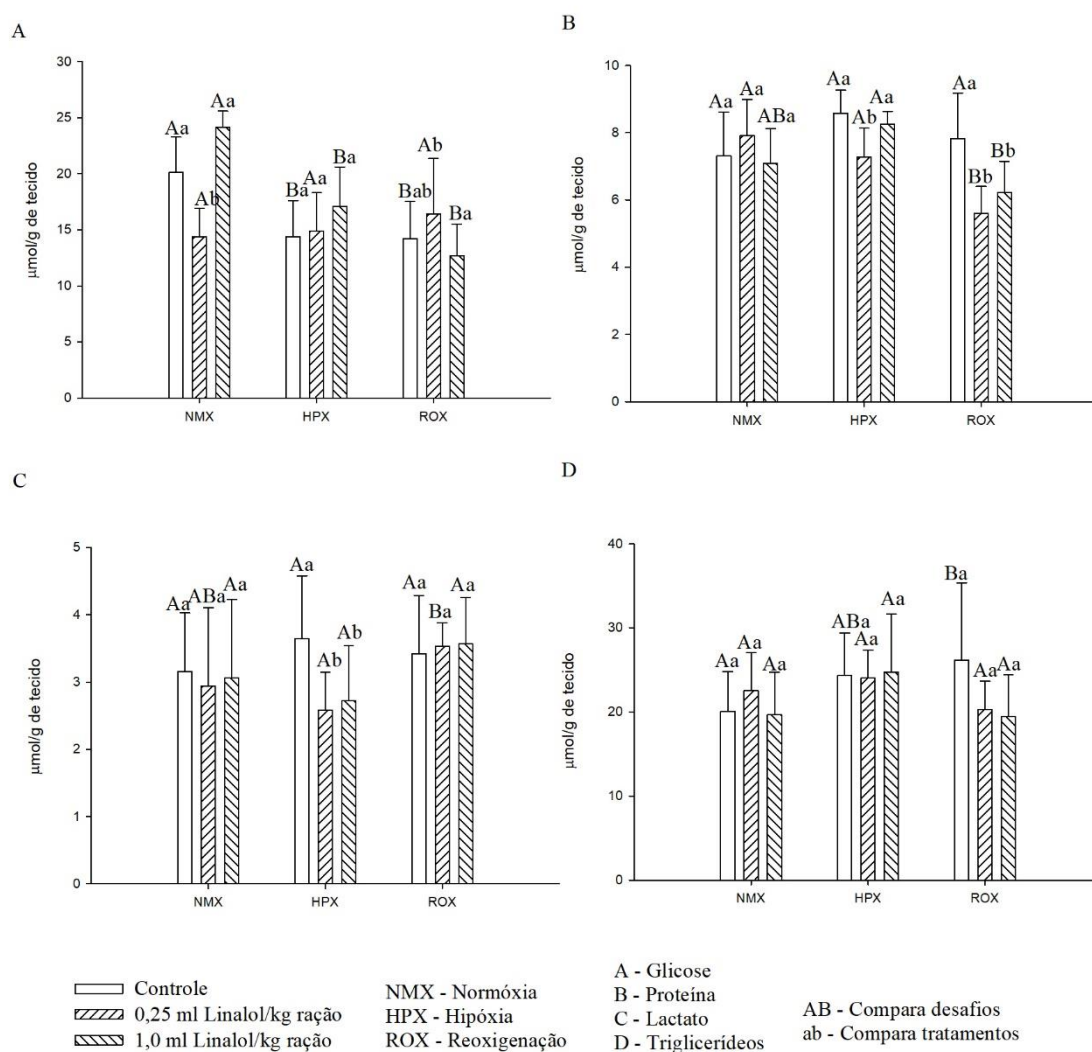 A
30
25
20
15
10
5
0
µmol/g de tecido
Aa
Ab
Aa
Ba
Aa
Ba
Bab
Ab
Ba
NMX
HPX
ROX
B
10
8
6
4
2
0
µmol/g de tecido
Aa
Aa
ABa
Aa
Ab
Aa
Aa
Bb
Bb
NMX
HPX
ROX
C
5
4
3
2
1
0
µmol/g de tecido
Aa
ABa
Aa
Aa
Ab
Ab
Aa
Ba
Aa
NMX
HPX
ROX
D
40
30
20
10
0
µmol/g de tecido
Aa
Aa
Aa
ABa
Aa
Aa
Ba
Aa
Aa
NMX
HPX
ROX
Controle
0,25 ml Linalol/kg ração
1,0 ml Linalol/kg ração
NMX - Normóxia
HPX - Hipóxia
ROX - Reoxigenação
A - Glicose
B - Proteína
C - Lactato
D - Triglicerídeos
AB - Compara desafios
ab - Compara tratamentos